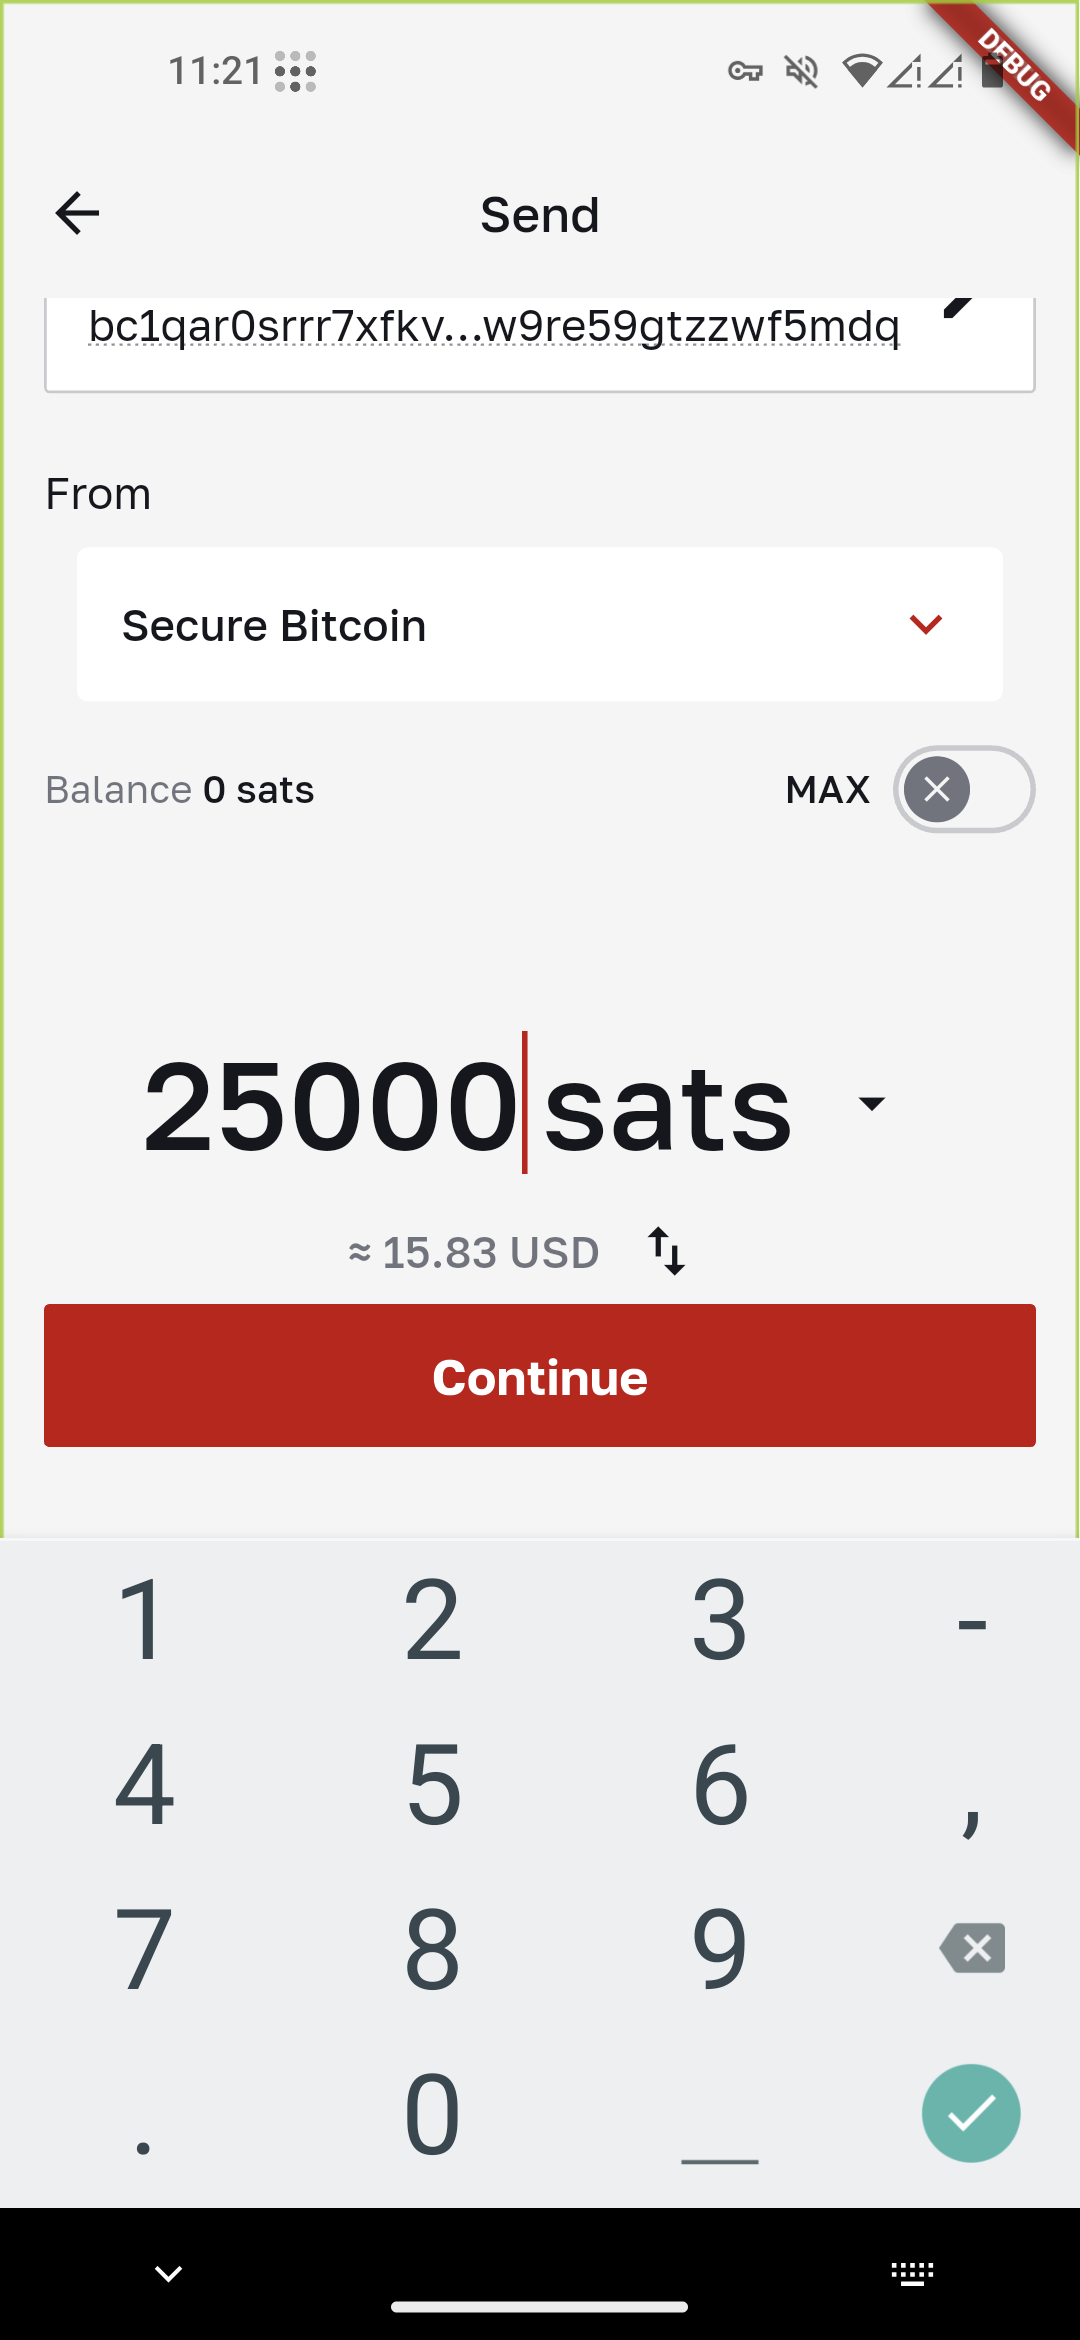 11:21
DEBUG
Send
bc1qar0srrr7xfkv...w9re59gtzzwf5mdq
From
Secure Bitcoin
Balance 0 sats MAX
25000 sats
≈ 15.83 USD
Continue
1 2 3 -
4 5 6 ,
7 8 9
. 0